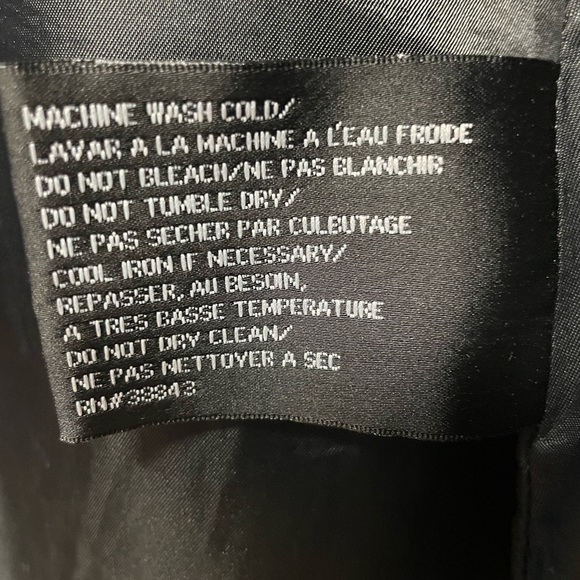 MACHINE WASH COLD/
LAVAR A LA MACHINE A L'EAU FROIDE
DO NOT BLEACH/NE PAS BLANCHIR
DO NOT TUMBLE DRY/
NE PAS SECHER PAR CULBUTAGE
COOL IRON IF NECESSARY/
REPASSER, AU BESOIN,
A TRES BASSE TEMPERATURE
DO NOT DRY CLEAN/
NE PAS NETTOYER A SEC
RN#38843